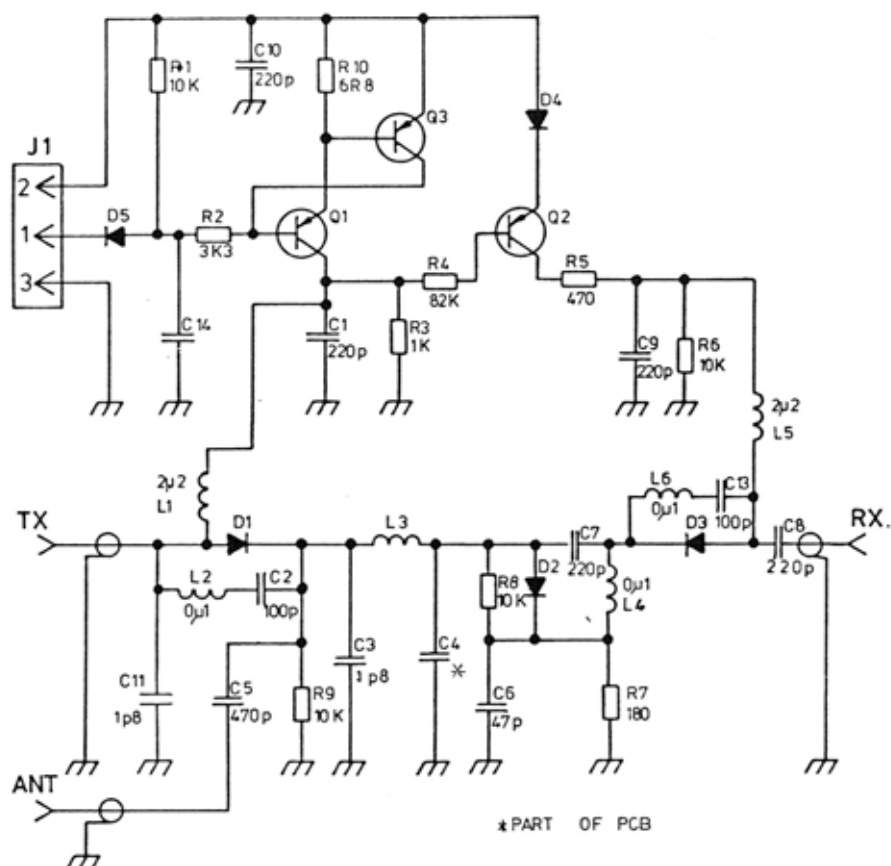 C10
220p
R10
6R8
R1
10K
Q3
D4
J1
2
1
3
D5
R2
3K3
Q1
Q2
R4
82K
R5
470
C14
C1
220p
R3
1K
C9
220p
R6
10K
2µ2
L5
2µ2
L1
L6
0µ1
C13
100p
TX
D1
L3
C7
220p
D3
C8
220p
RX.
L2
0µ1
C2
100p
R8
10K
D2
0µ1
L4
C11
1p8
C5
470p
R9
10K
C3
1p8
C4
*
C6
47p
R7
180
ANT
*PART OF PCB